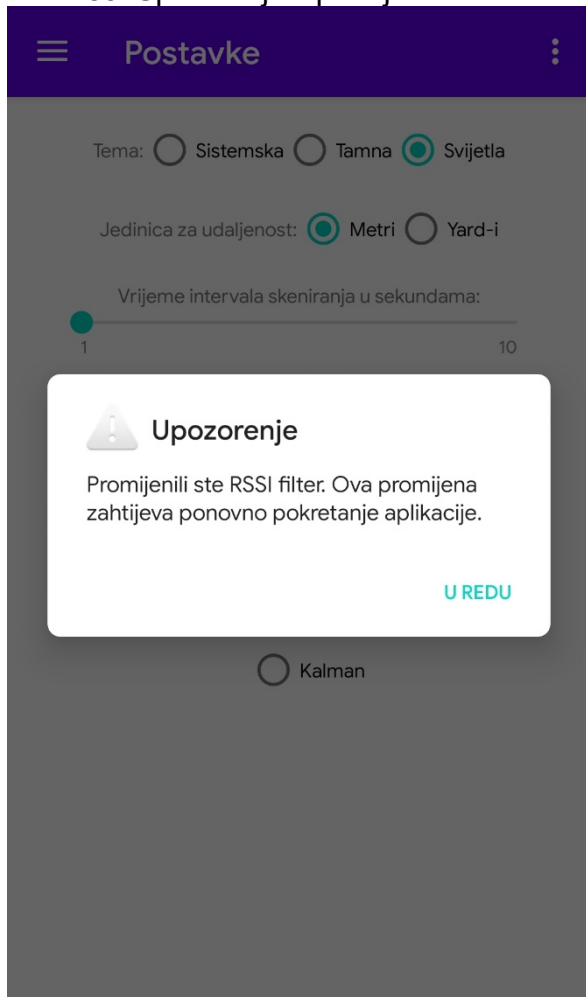 Postavke
Tema: Sistemska Tamna Svijetla
Jedinica za udaljenost: Metri Yard-i
Vrijeme intervala skeniranja u sekundama:
1 10
Upozorenje
Promijenili ste RSSI filter. Ova promijena
zahtijeva ponovno pokretanje aplikacije.
U REDU
Kalman